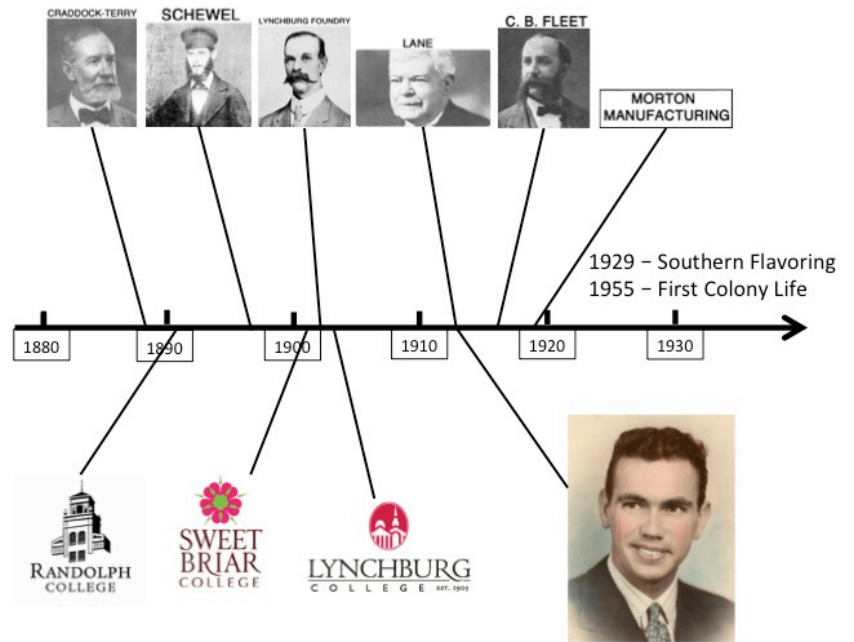 CRADDOCK-TERRY
SCHEWEL
LYNCHBURG FOUNDRY
LANE
C. B. FLEET
MORTON
MANUFACTURING
1929 – Southern Flavoring
1955 – First Colony Life
1880
1890
1900
1910
1920
1930
RANDOLPH
COLLEGE
SWEET
BRIAR
COLLEGE
LYNCHBURG
COLLEGE EST. 1903